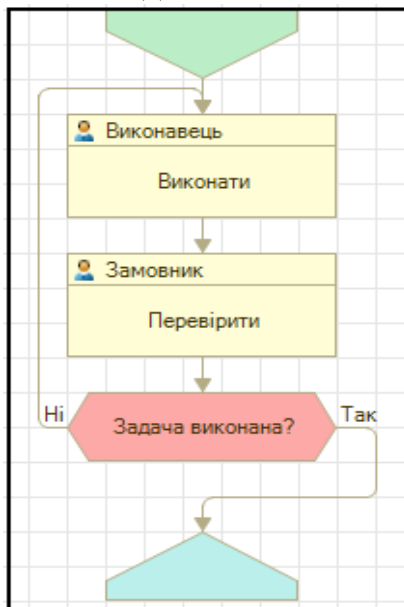 Виконавець
Виконати
Замовник
Перевірити
Ні
Задача виконана?
Так